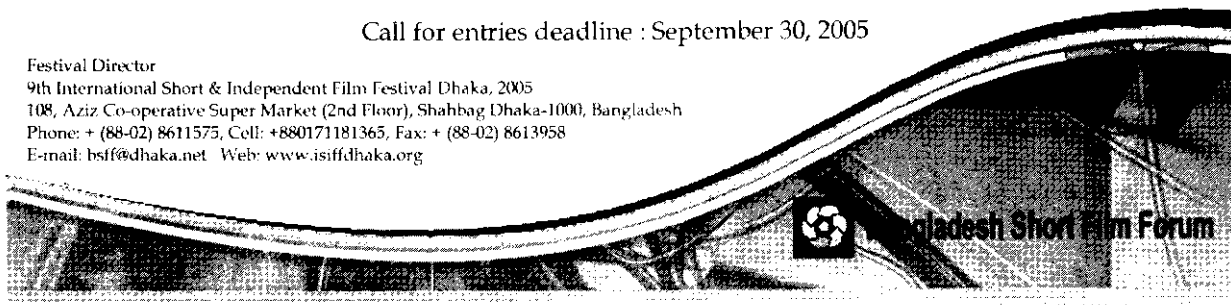 Call for entries deadline : September 30, 2005
Festival Director
9th International Short & Independent Film Festival Dhaka, 2005
108, Aziz Co-operative Super Market (2nd Floor), Shahbag Dhaka-1000, Bangladesh
Phone: + (88-02) 8611575, Cell: +880171181365, Fax: + (88-02) 8613958
E-mail: bsff@dhaka.net Web: www.isiffdhaka.org
Bangladesh Short Film Forum